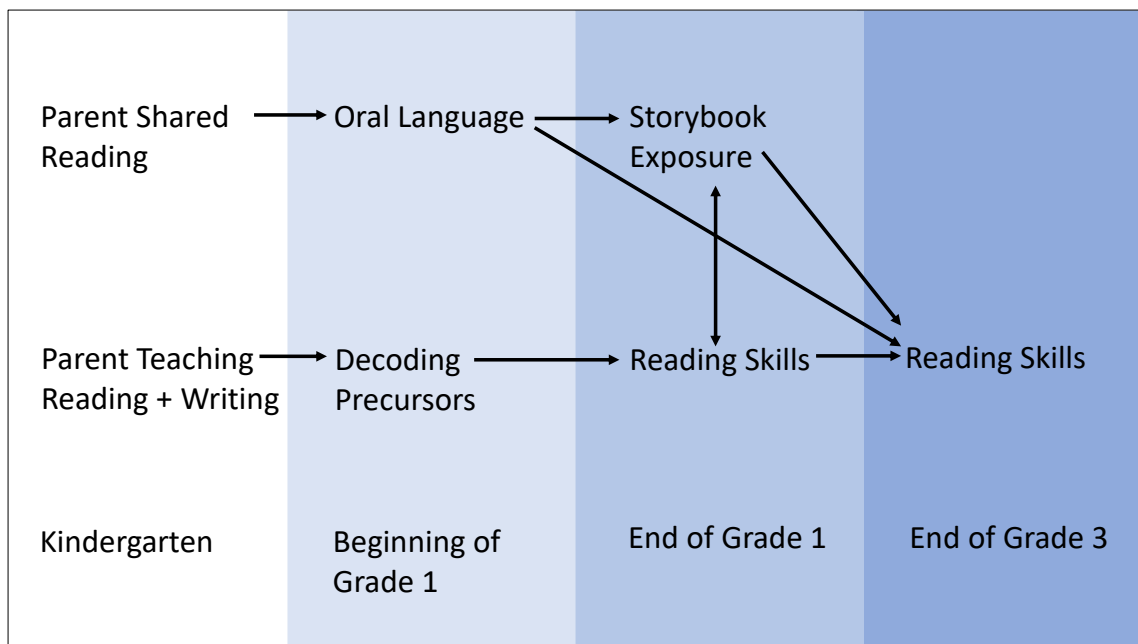 Parent Shared
Reading
Oral Language
Storybook
Exposure
Parent Teaching
Reading + Writing
Decoding
Precursors
Reading Skills
Reading Skills
Kindergarten
Beginning of
Grade 1
End of Grade 1
End of Grade 3